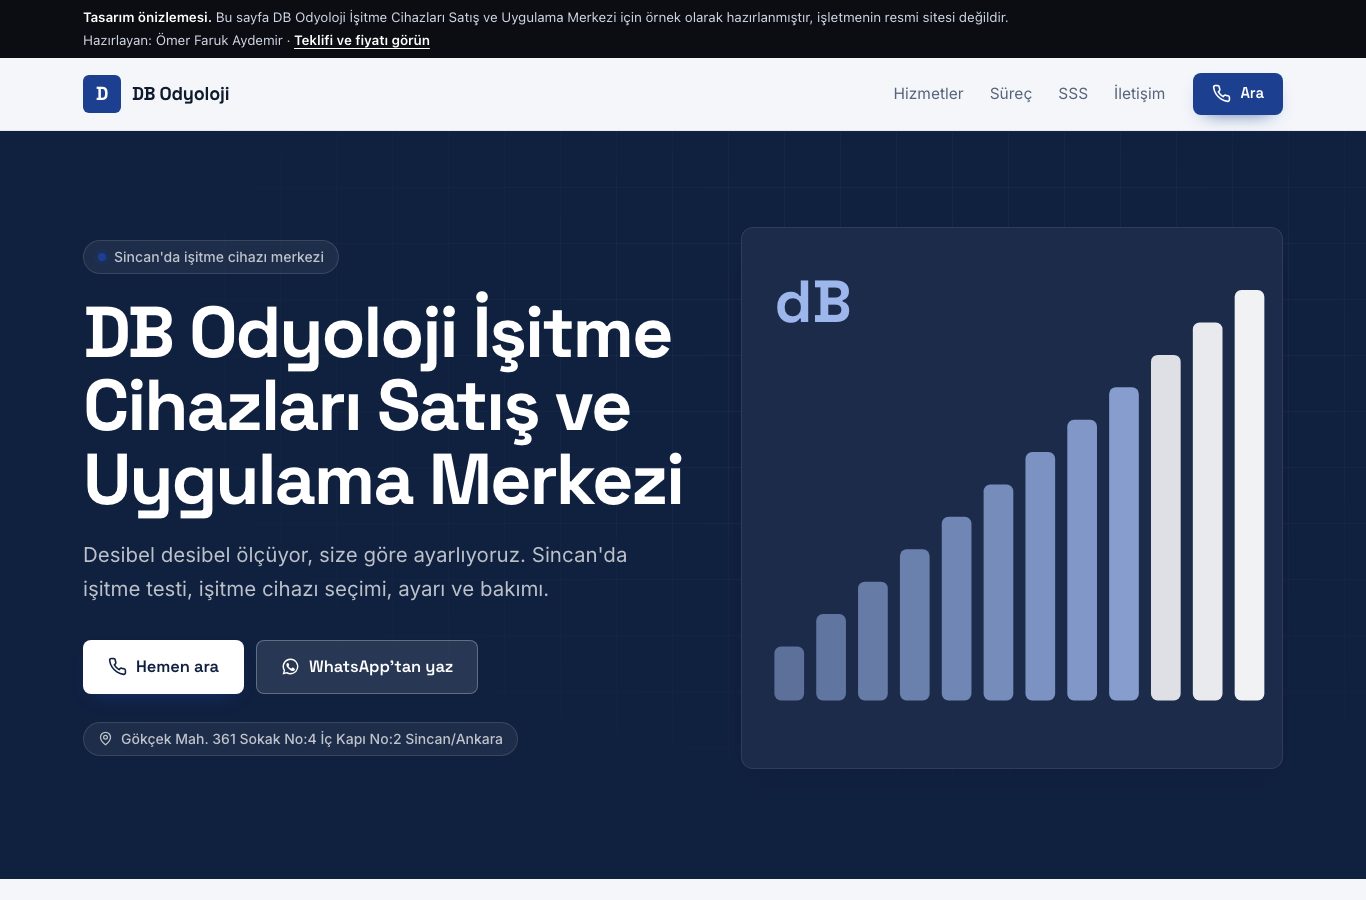 Tasarım önizlemesi. Bu sayfa DB Odyoloji İşitme Cihazları Satış ve Uygulama Merkezi için örnek olarak hazırlanmıştır, işletmenin resmi sitesi değildir.
Hazırlayan: Ömer Faruk Aydemir · Teklifi ve fiyatı görün
D DB Odyoloji Hizmetler Süreç SSS İletişim Ara
Sincan'da işitme cihazı merkezi
DB Odyoloji İşitme
Cihazları Satış ve
Uygulama Merkezi
Desibel desibel ölçüyor, size göre ayarlıyoruz. Sincan'da
işitme testi, işitme cihazı seçimi, ayarı ve bakımı.
Hemen ara WhatsApp'tan yaz
Gökçek Mah. 361 Sokak No:4 İç Kapı No:2 Sincan/Ankara
dB